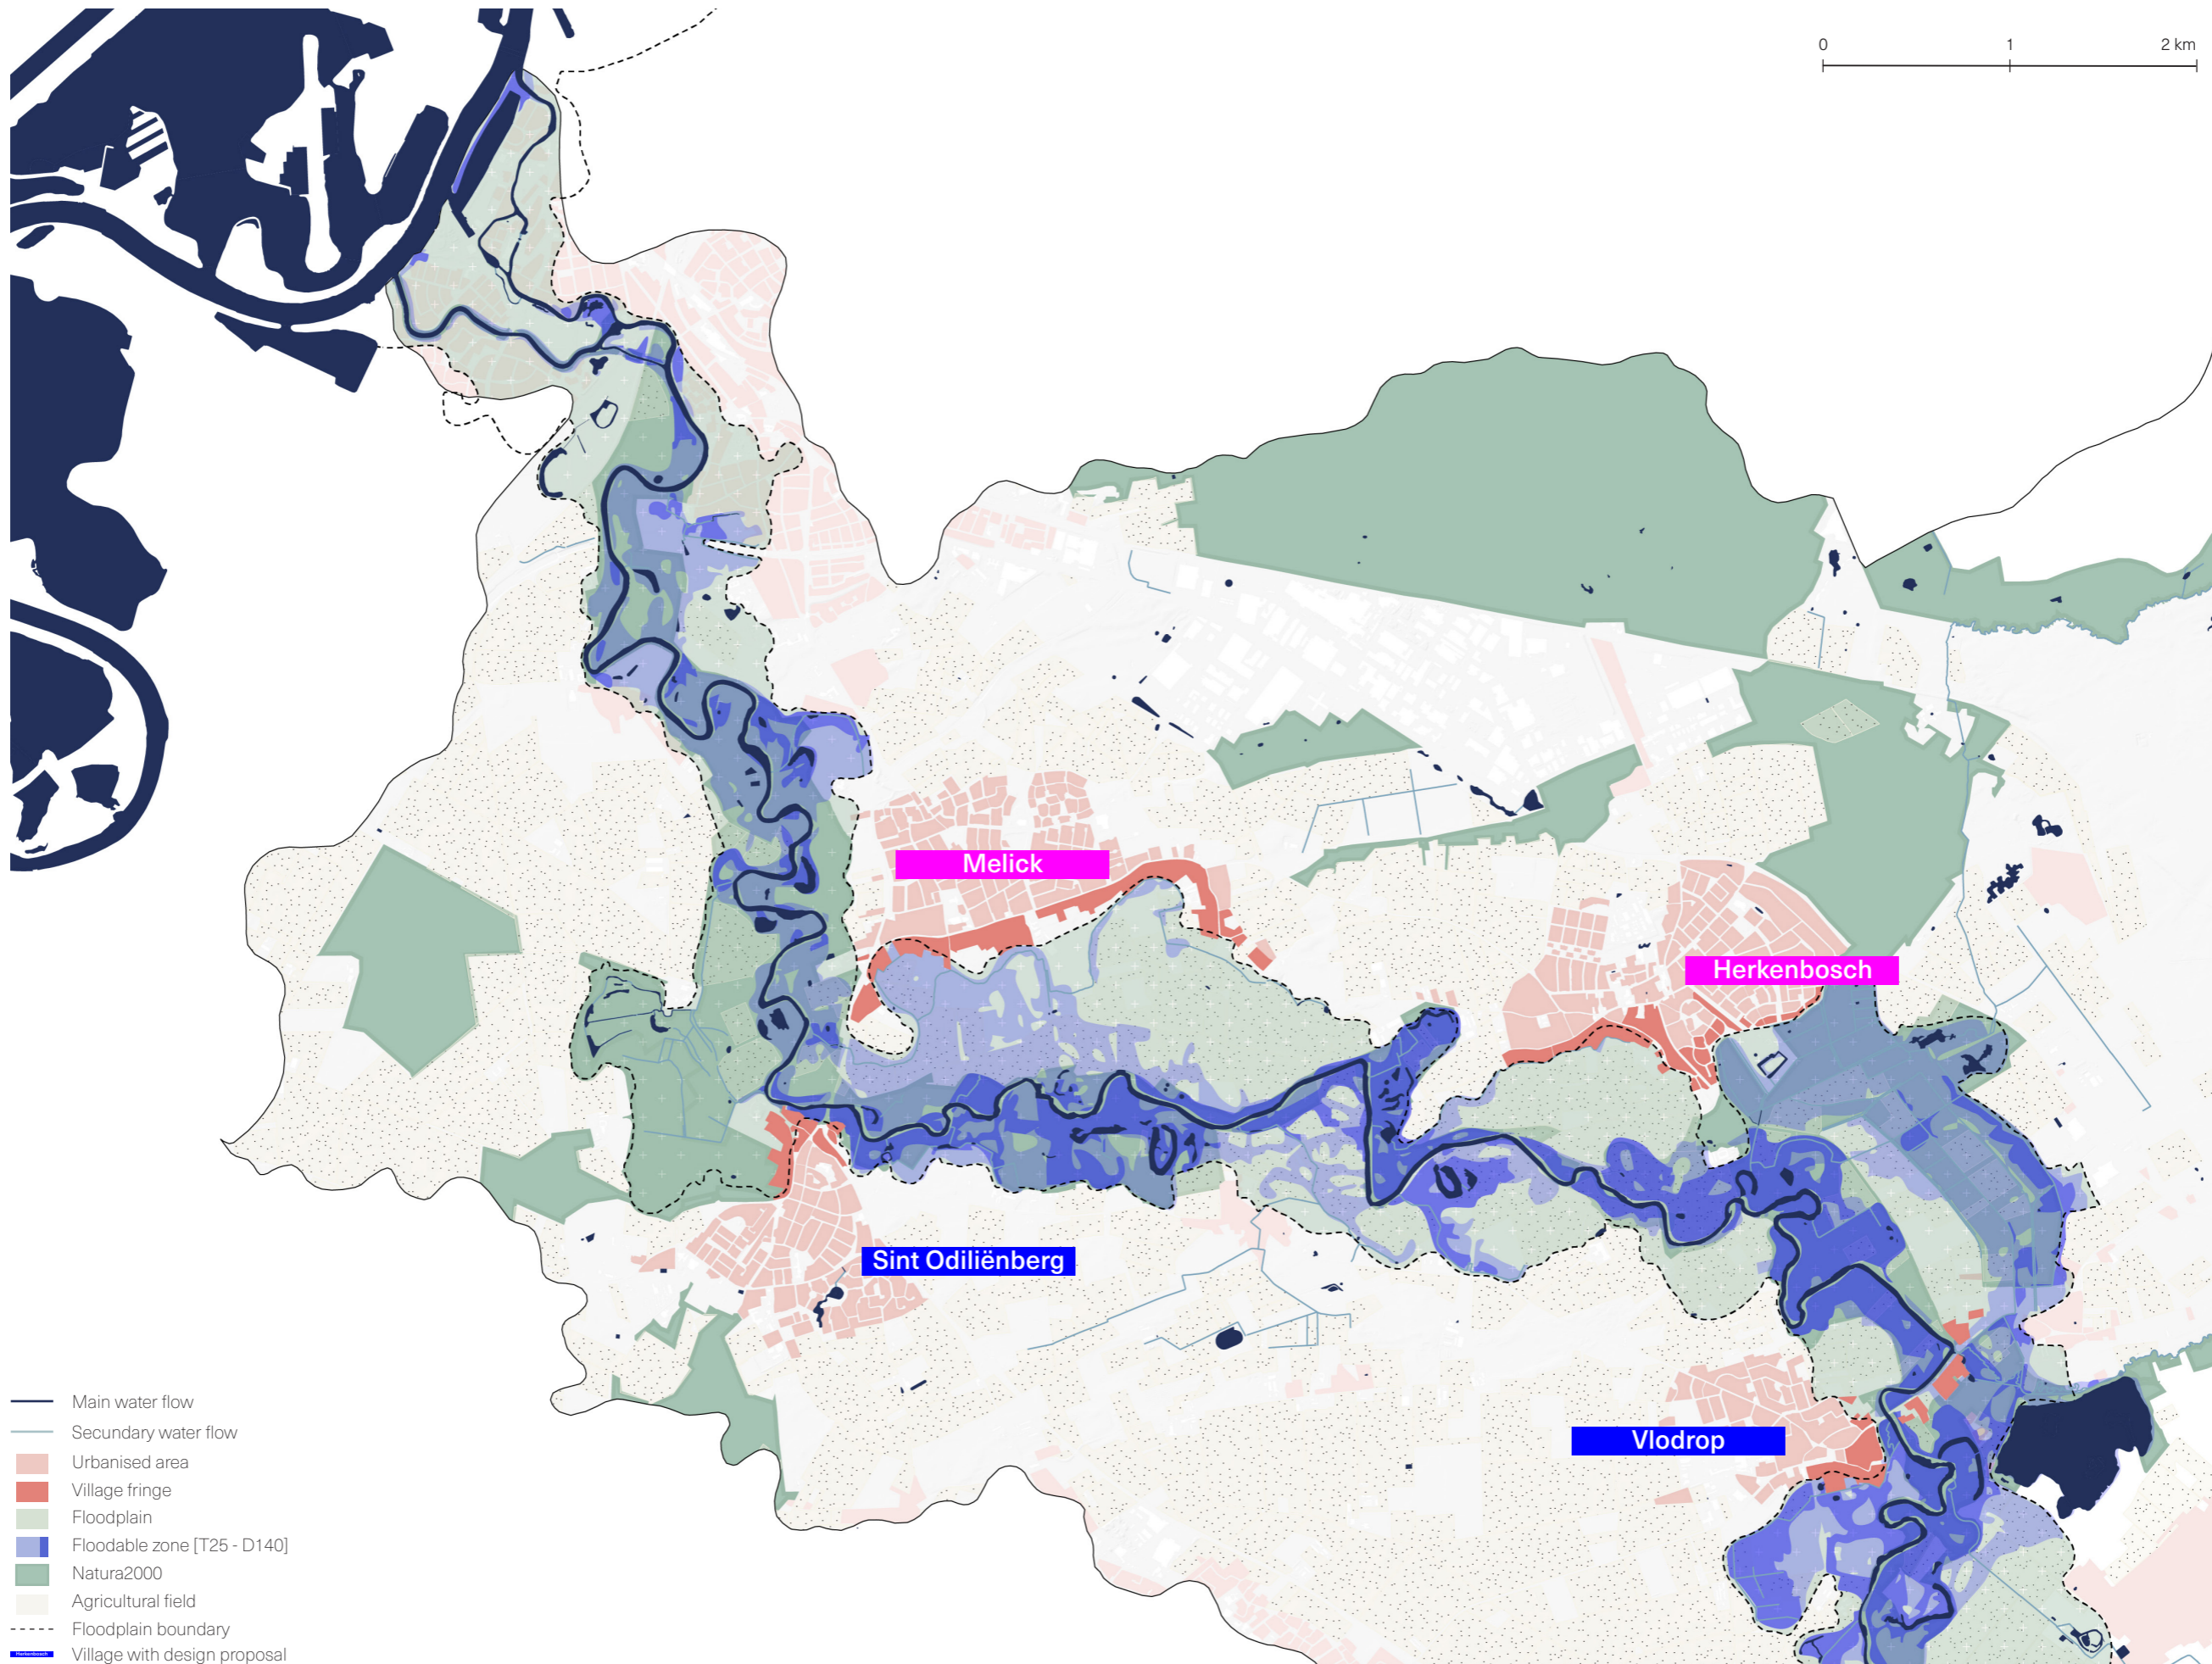 0 1 2 km
Melick
Herkenbosch
Sint Odiliënberg
Vlodrop
Main water flow
Secundary water flow
Urbanised area
Village fringe
Floodplain
Floodable zone [T25 - D140]
Natura2000
Agricultural field
Floodplain boundary
Herkenbosch Village with design proposal